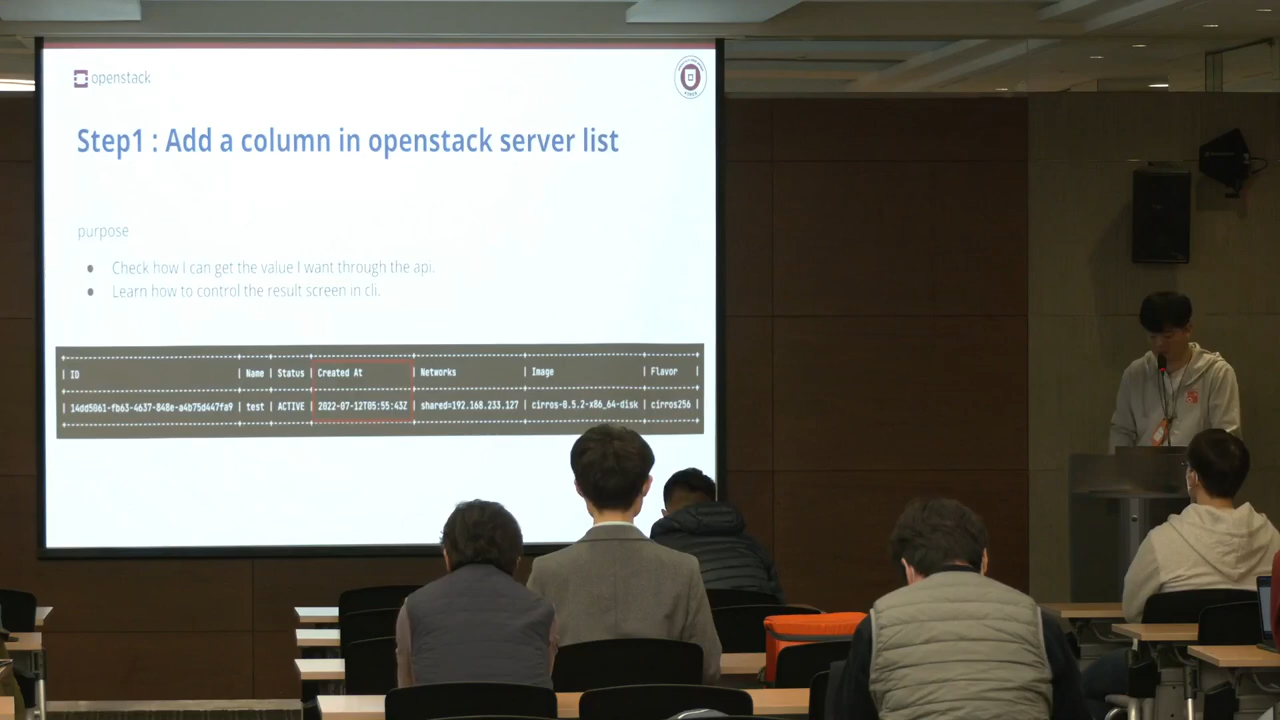 openstack
Step1 : Add a column in openstack server list
purpose
● Check how I can get the value I want through the api.
● Learn how to control the result screen in cli.
| ID | Name | Status | Created At | Networks | Image | Flavor |
| 14dd5061-fb63-4637-848e-a4b75d447fa9 | test | ACTIVE | 2022-07-12T05:55:43Z | shared=192.168.233.127 | cirros-0.5.2-x86_64-disk | cirros256 |